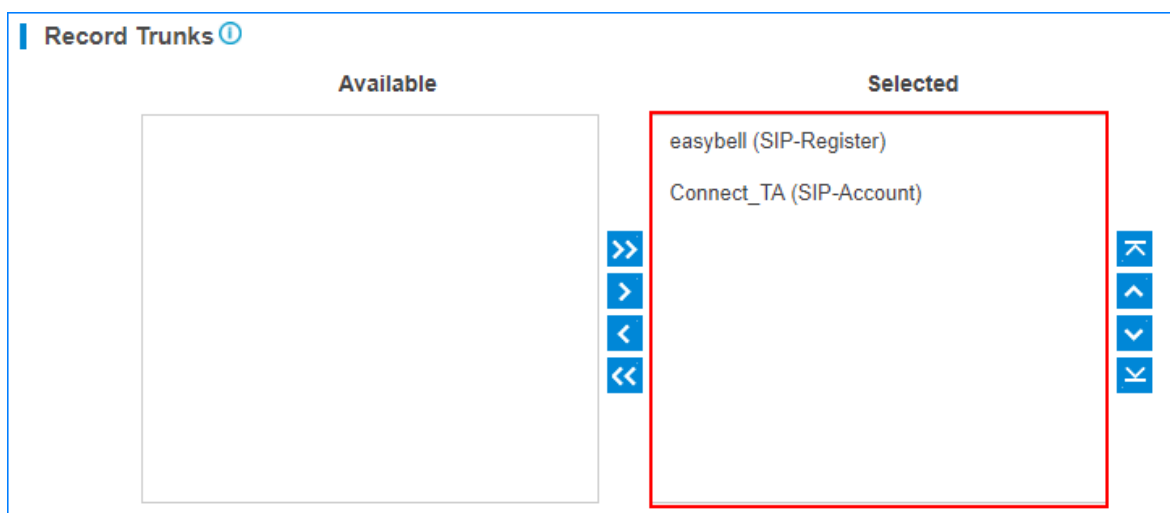 Record Trunks
Available
Selected
easybell (SIP-Register)
Connect_TA (SIP-Account)